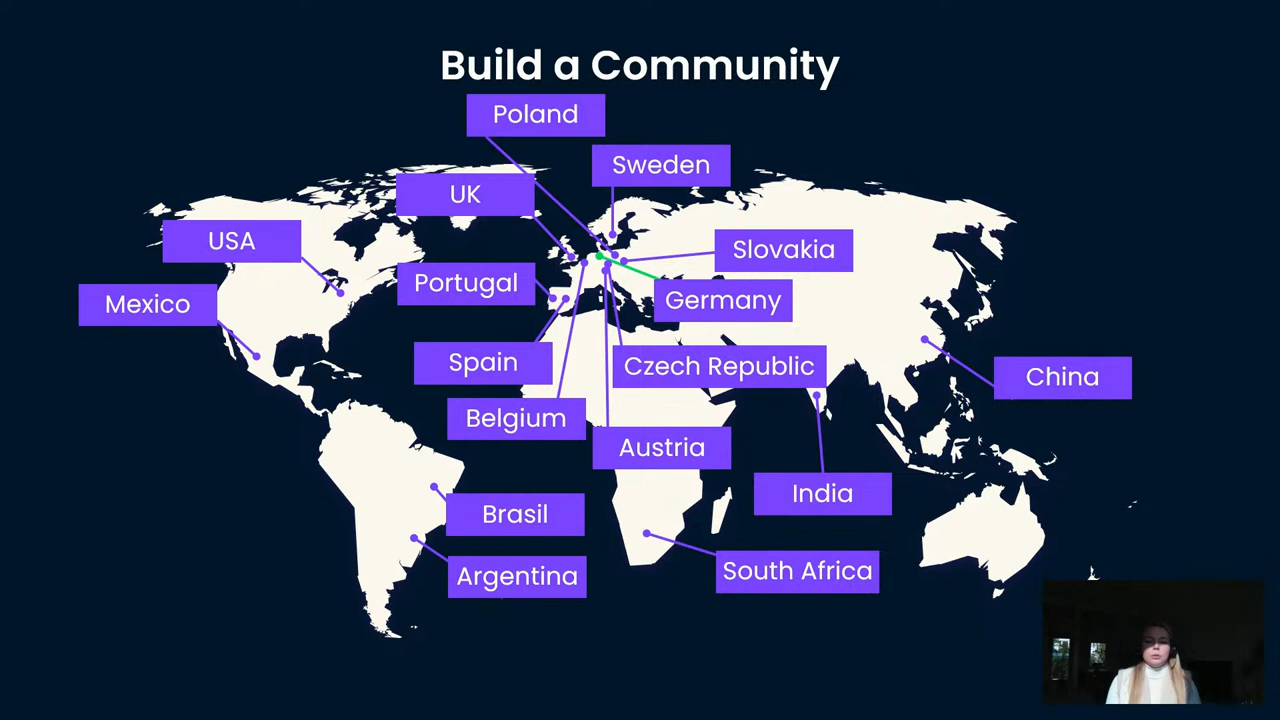 Build a Community
Poland
Sweden
UK
USA
Slovakia
Portugal
Germany
Mexico
Spain
Czech Republic
China
Belgium
Austria
India
Brasil
South Africa
Argentina